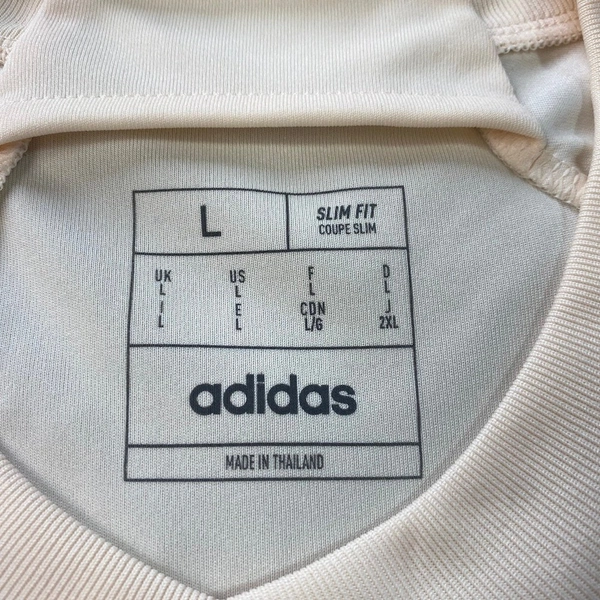 L
SLIM FIT
COUPE SLIM
UK US F D
L L L L
I E CDN J
L L L/G 2XL
adidas
MADE IN THAILAND